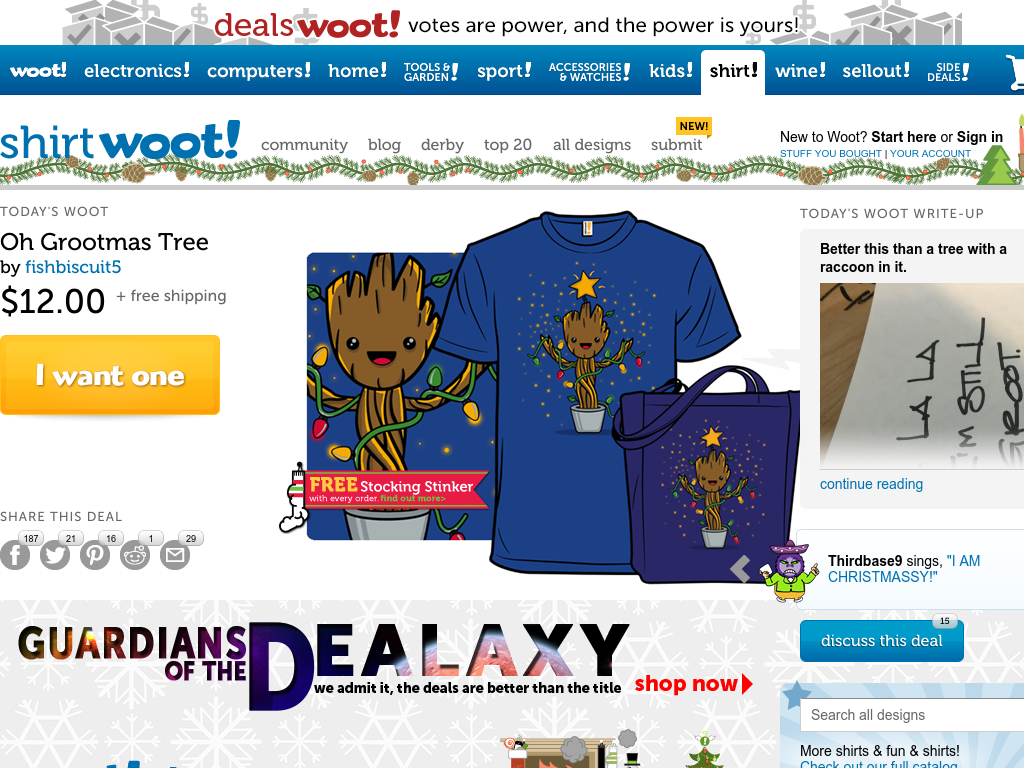 dealswoot! votes are power, and the power is yours!
woot! electronics! computers! home! TOOLS & GARDEN! sport! ACCESSORIES & WATCHES! kids! shirt! wine! sellout! SIDE DEALS!
shirtwoot!
NEW!
community blog derby top 20 all designs submit
New to Woot? Start here or Sign in
STUFF YOU BOUGHT | YOUR ACCOUNT
TODAY'S WOOT
Oh Grootmas Tree
by fishbiscuit5
$12.00 + free shipping
I want one
FREE Stocking Stinker
with every order. find out more>
SHARE THIS DEAL
187 21 16 1 29
TODAY'S WOOT WRITE-UP
Better this than a tree with a
raccoon in it.
LA LA
I'M STILL
GROOT.
continue reading
Thirdbase9 sings, "I AM
CHRISTMASSY!"
15
discuss this deal
GUARDIANS
OF THE
DEALAXY
we admit it, the deals are better than the title
shop now
Search all designs
More shirts & fun & shirts!
Check out our full catalog